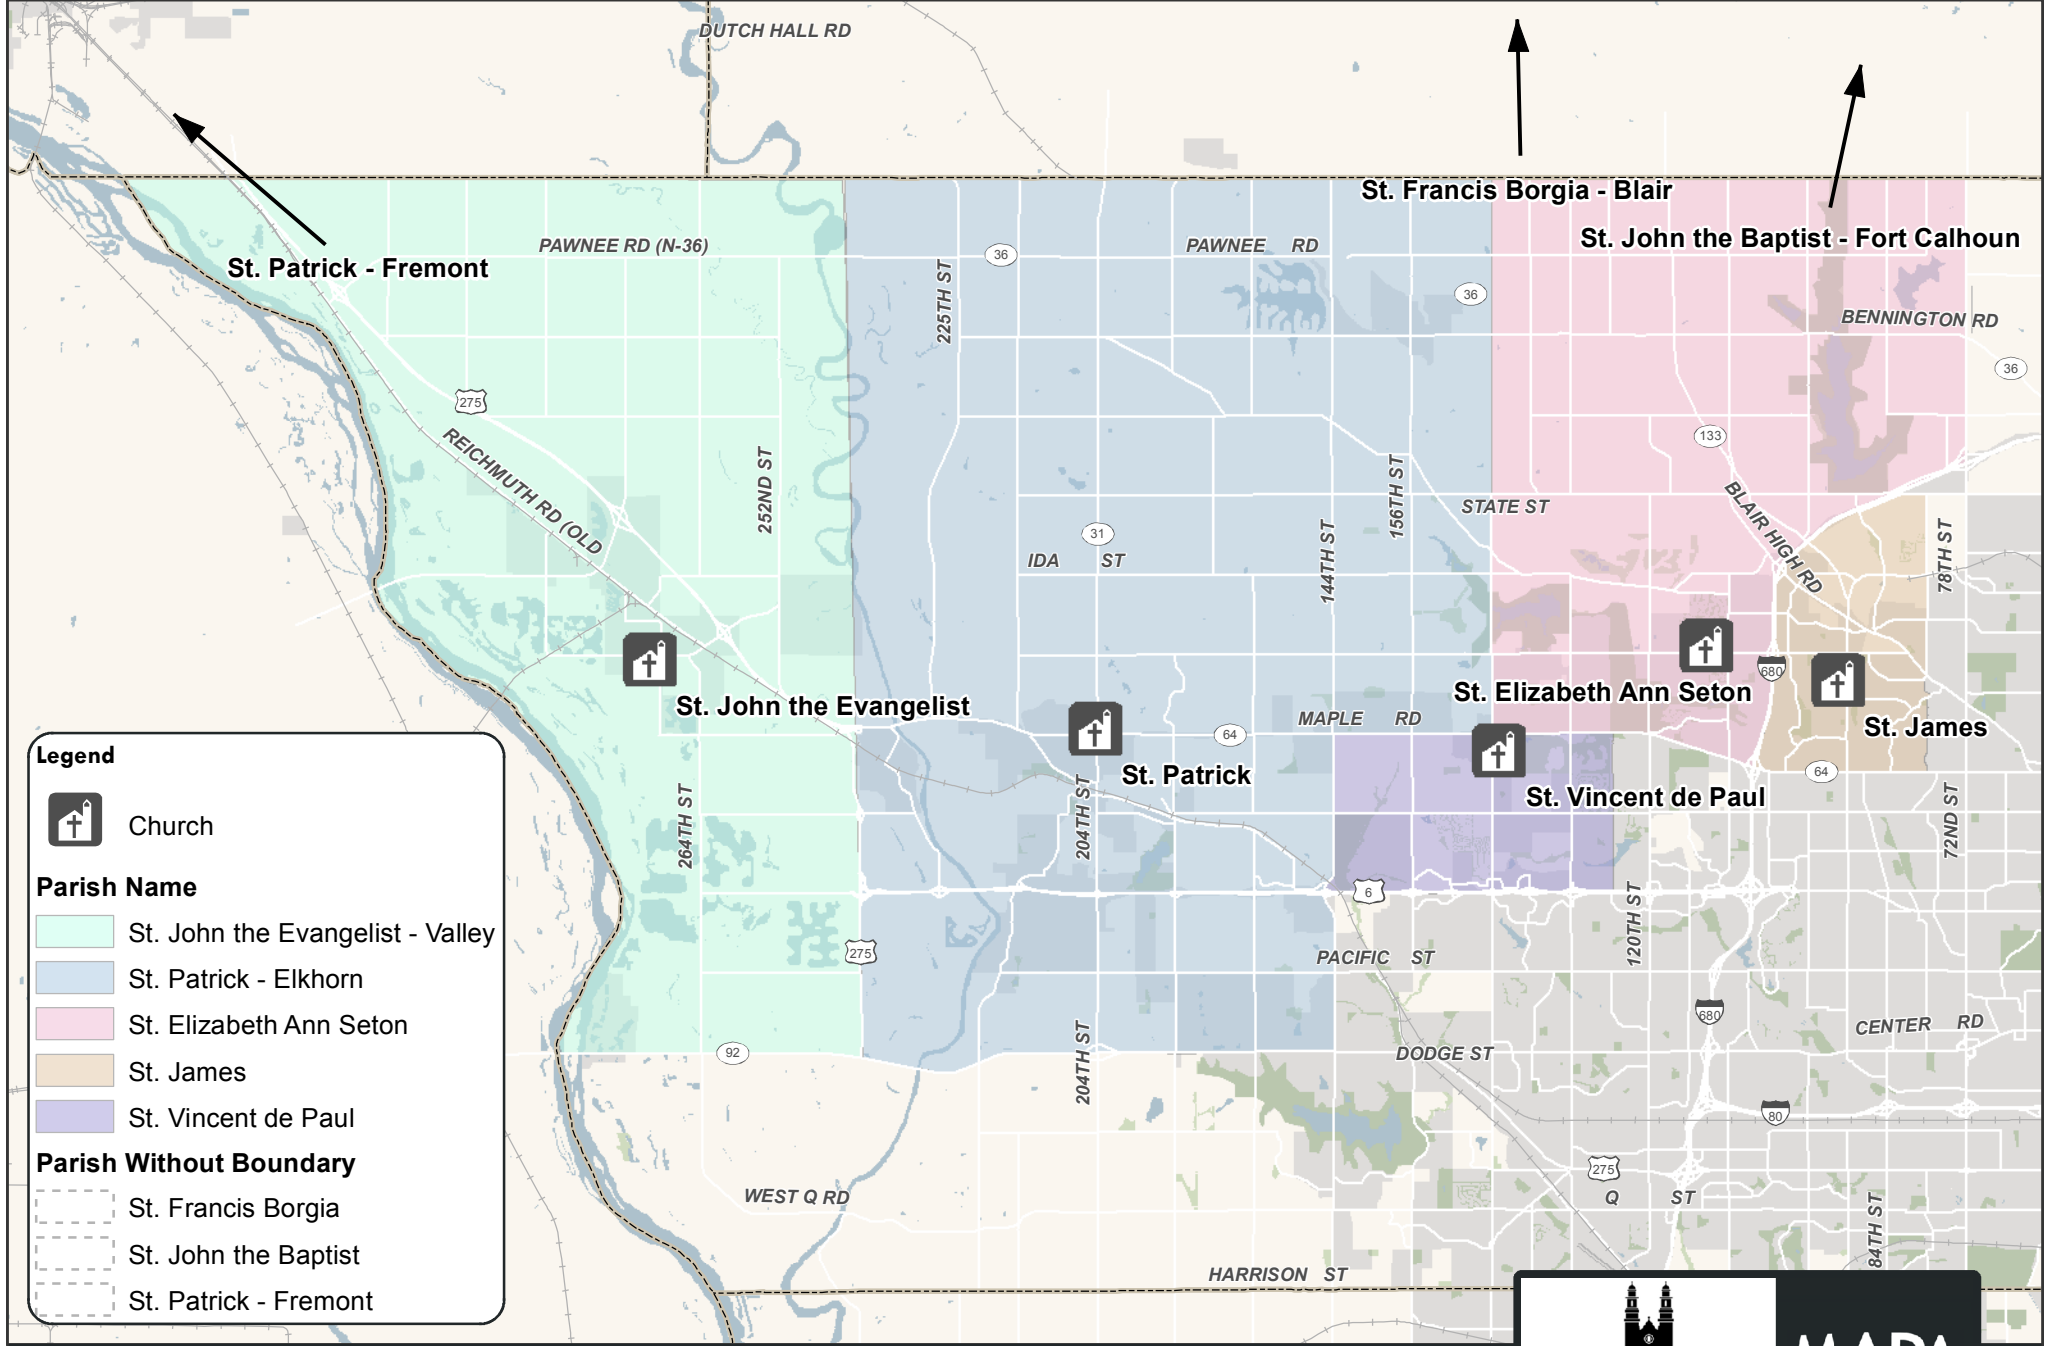 DUTCH HALL RD
St. Francis Borgia - Blair
St. John the Baptist - Fort Calhoun
PAWNEE RD (N-36)
PAWNEE RD
36
St. Patrick - Fremont
225TH ST
36
BENNINGTON RD
36
275
133
REICHMUTH RD (OLD
252ND ST
156TH ST
STATE ST
BLAIR HIGH RD
31
IDA ST
144TH ST
78TH ST
680
St. Elizabeth Ann Seton
St. John the Evangelist
MAPLE RD
64
St. James
St. Patrick
64
St. Vincent de Paul
264TH ST
204TH ST
72ND ST
6
120TH ST
275
PACIFIC ST
680
CENTER RD
92
204TH ST
DODGE ST
80
275
Q ST
WEST Q RD
84TH ST
HARRISON ST
Legend
Church
Parish Name
St. John the Evangelist - Valley
St. Patrick - Elkhorn
St. Elizabeth Ann Seton
St. James
St. Vincent de Paul
Parish Without Boundary
St. Francis Borgia
St. John the Baptist
St. Patrick - Fremont
MAPA